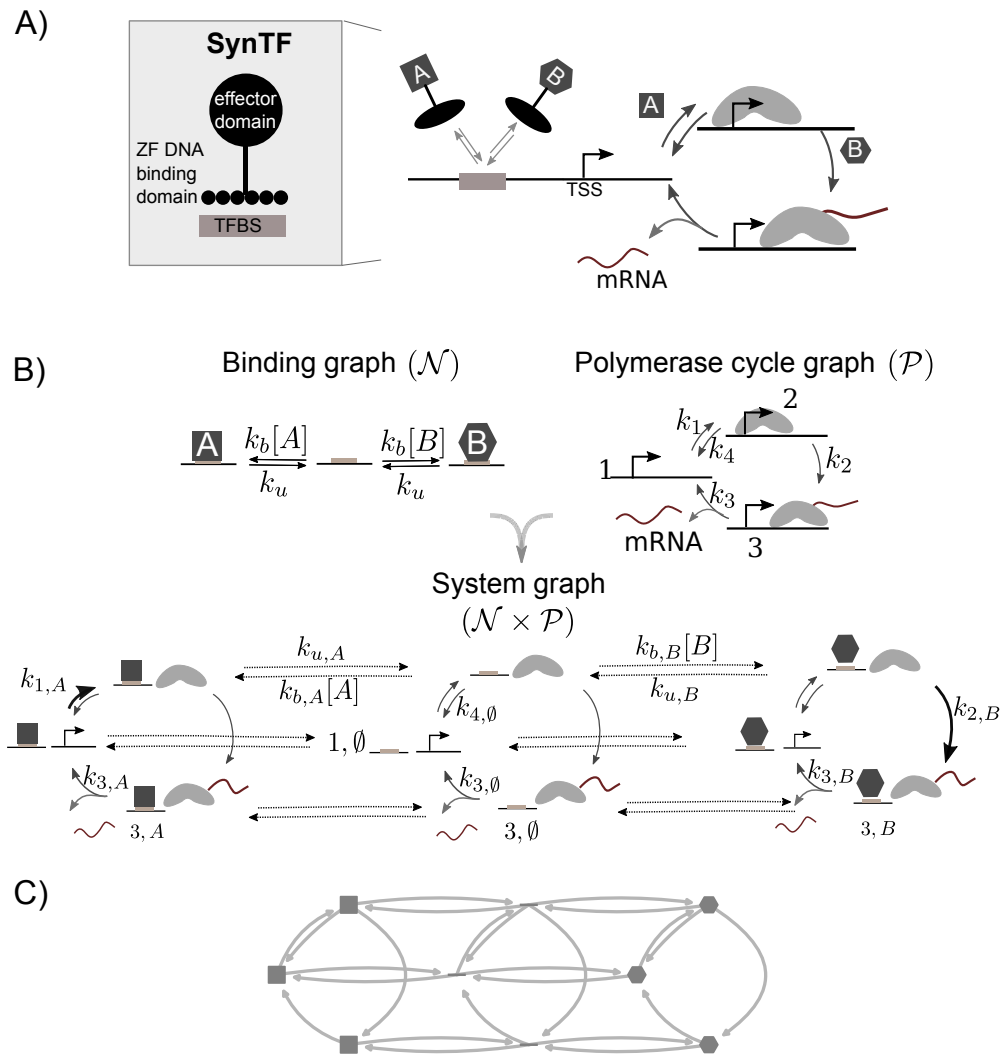 A)
SynTF
effector
domain
ZF DNA
binding
domain
TFBS
A
B
TSS
A
B
mRNA
B)
Binding graph (𝒩)
Polymerase cycle graph (𝒫)
A
k_b[A]
k_u
k_b[B]
k_u
B
1
k_1
k_4
2
k_2
k_3
mRNA
3
System graph
(𝒩 × 𝒫)
k_{u,A}
k_{b,A}[A]
k_{b,B}[B]
k_{u,B}
k_{1,A}
k_{4,∅}
k_{2,B}
1, ∅
k_{3,A}
k_{3,∅}
k_{3,B}
3, A
3, ∅
3, B
C)